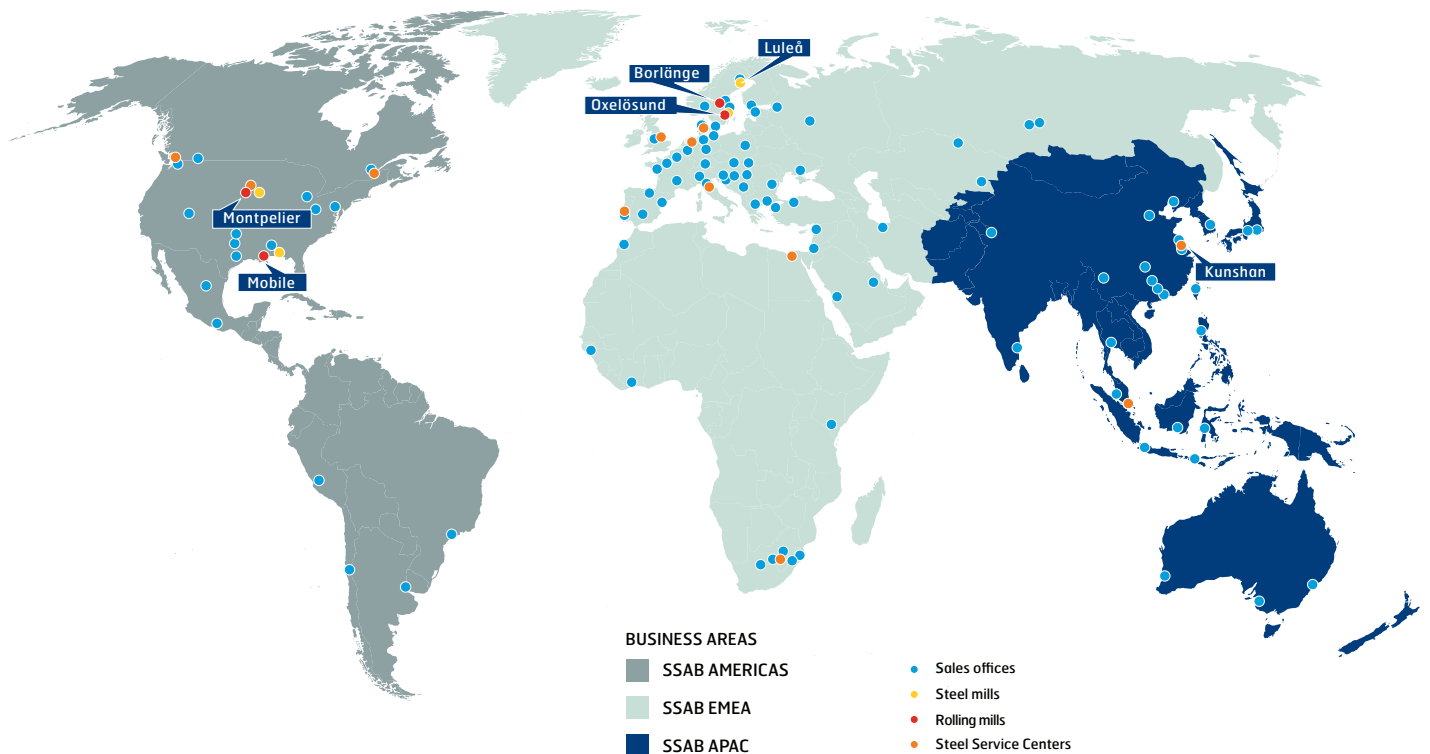 Luleå
Borlänge
Oxelösund
Montpelier
Mobile
Kunshan
BUSINESS AREAS
SSAB AMERICAS
SSAB EMEA
SSAB APAC
Sales offices
Steel mills
Rolling mills
Steel Service Centers